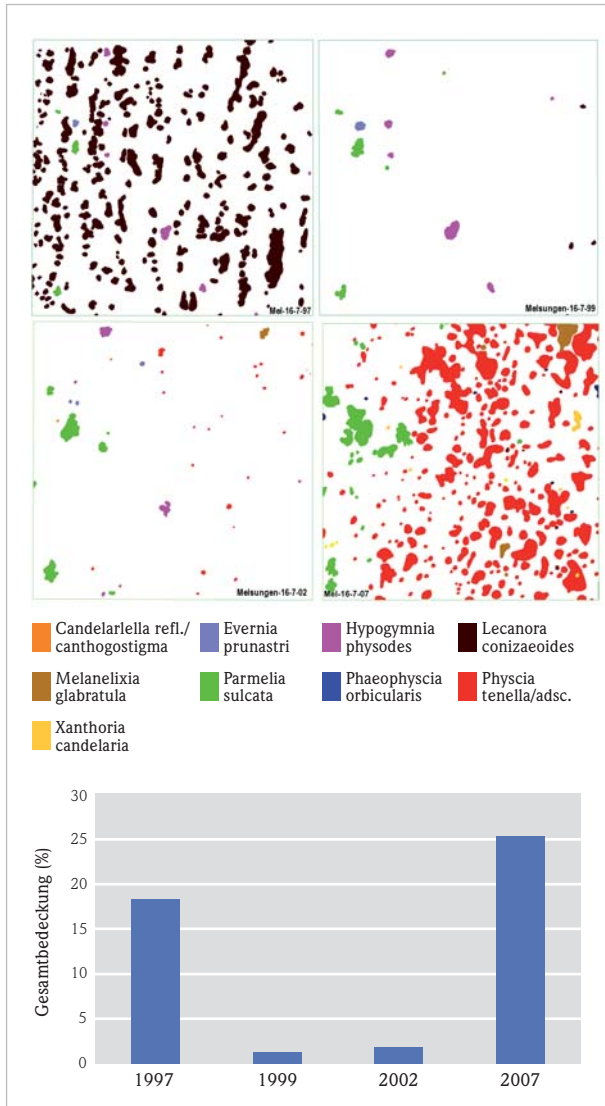 Mel-16-7-97
Melsungen-16-7-99
Melsungen-16-7-02
Mel-16-7-07
Candelarlella refl./
canthogostigma
Evernia
prunastri
Hypogymnia
physodes
Lecanora
conizaeoides
Melanelixia
glabratula
Parmelia
sulcata
Phaeophyscia
orbicularis
Physcia
tenella/adsc.
Xanthoria
candelaria
Gesamtbedeckung (%)
30
25
20
15
10
5
0
1997
1999
2002
2007